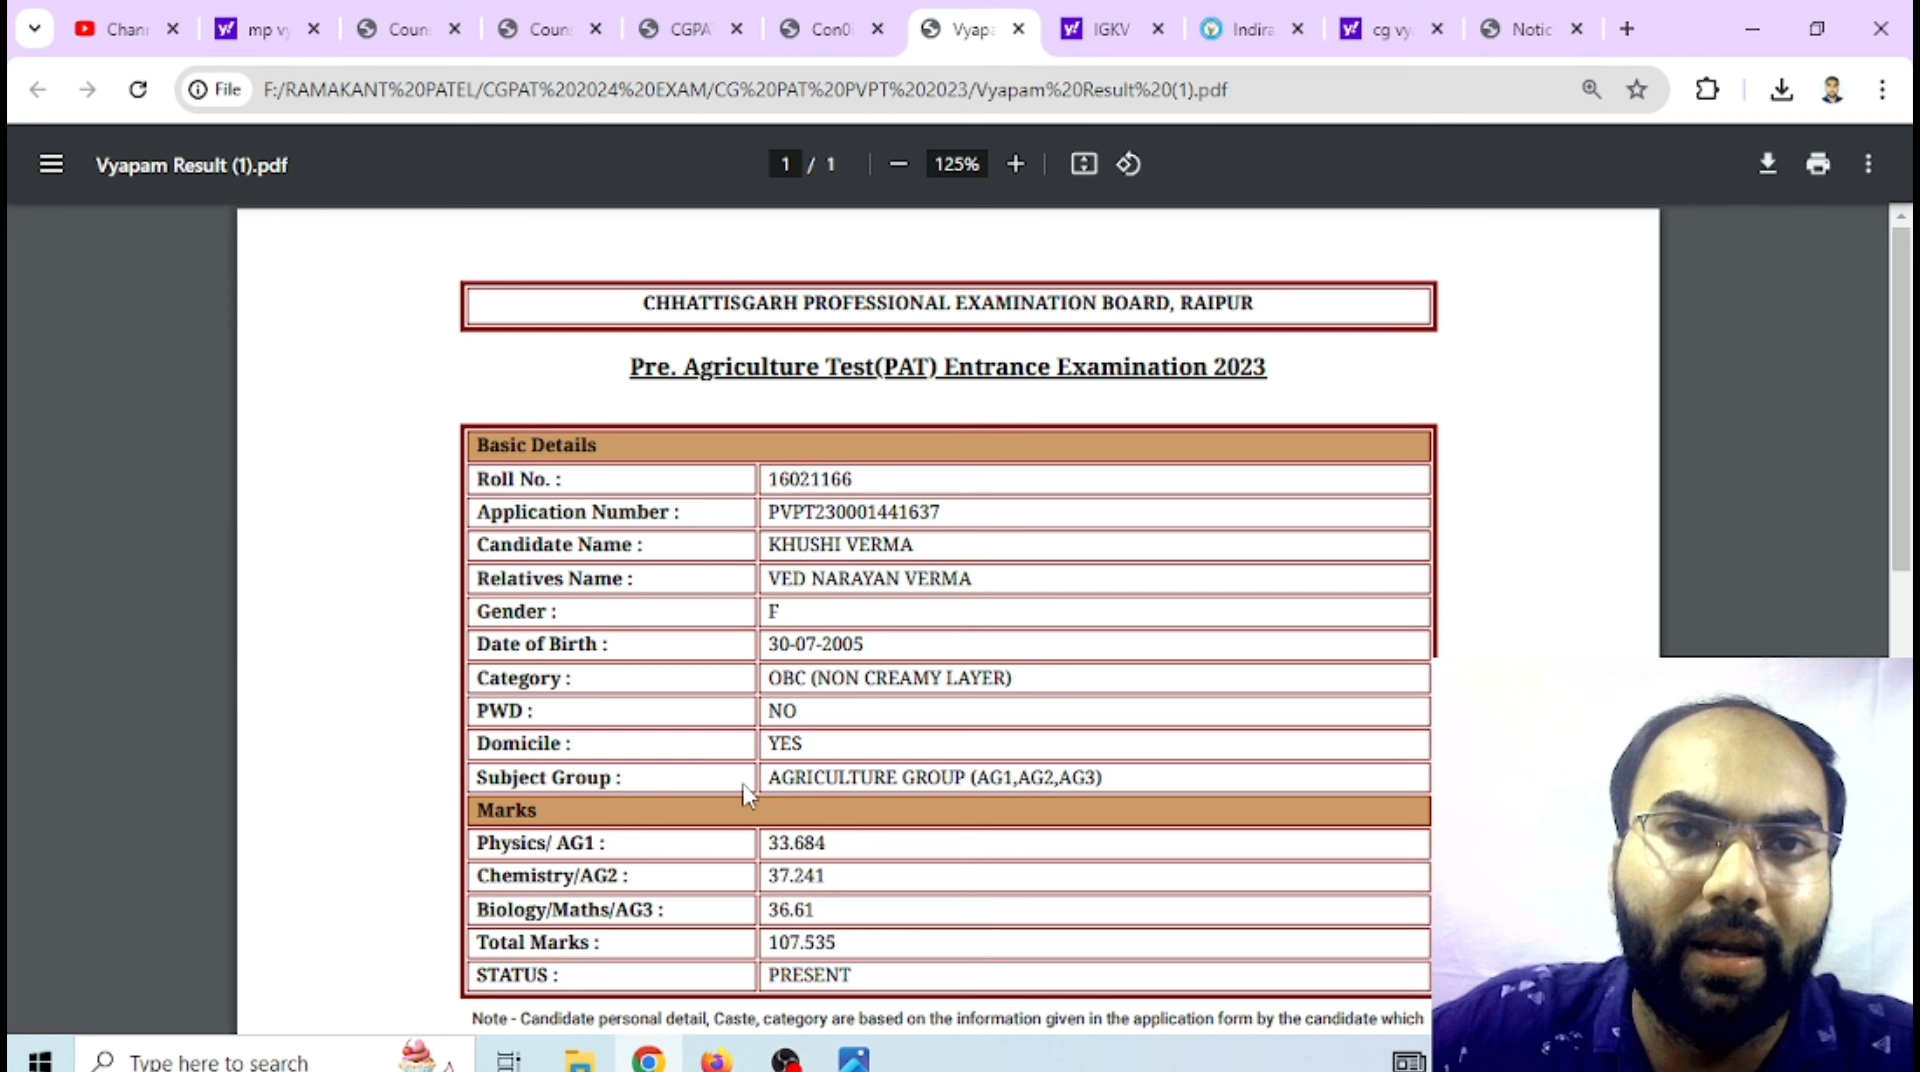 Chan
mp vy
Coun
Coun
CGPA
Con0
Vyapa
IGKV
Indira
cg vy
Notic
File
F:/RAMAKANT%20PATEL/CGPAT%202024%20EXAM/CG%20PAT%20PVPT%202023/Vyapam%20Result%20(1).pdf
Vyapam Result (1).pdf
1 / 1
125%
CHHATTISGARH PROFESSIONAL EXAMINATION BOARD, RAIPUR
Pre. Agriculture Test(PAT) Entrance Examination 2023
Basic Details
Roll No. : 16021166
Application Number : PVPT230001441637
Candidate Name : KHUSHI VERMA
Relatives Name : VED NARAYAN VERMA
Gender : F
Date of Birth : 30-07-2005
Category : OBC (NON CREAMY LAYER)
PWD : NO
Domicile : YES
Subject Group : AGRICULTURE GROUP (AG1,AG2,AG3)
Marks
Physics/ AG1 : 33.684
Chemistry/AG2 : 37.241
Biology/Maths/AG3 : 36.61
Total Marks : 107.535
STATUS : PRESENT
Note - Candidate personal detail, Caste, category are based on the information given in the application form by the candidate which
Type here to search